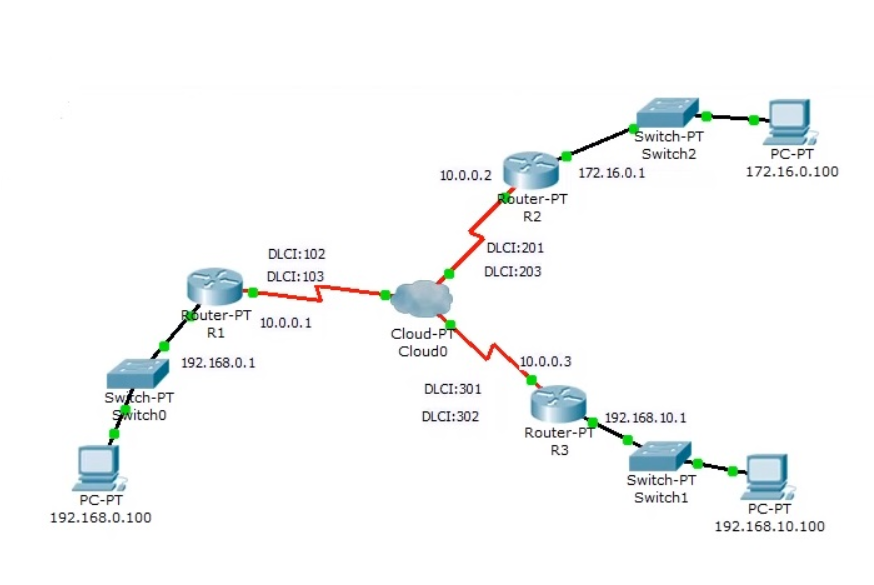 Switch-PT
Switch2
PC-PT
172.16.0.100
10.0.0.2
172.16.0.1
Router-PT
R2
DLCI:201
DLCI:203
DLCI:102
DLCI:103
Router-PT
R1
10.0.0.1
Cloud-PT
Cloud0
192.168.0.1
10.0.0.3
DLCI:301
DLCI:302
Switch-PT
Switch0
192.168.10.1
Router-PT
R3
Switch-PT
Switch1
PC-PT
192.168.0.100
PC-PT
192.168.10.100